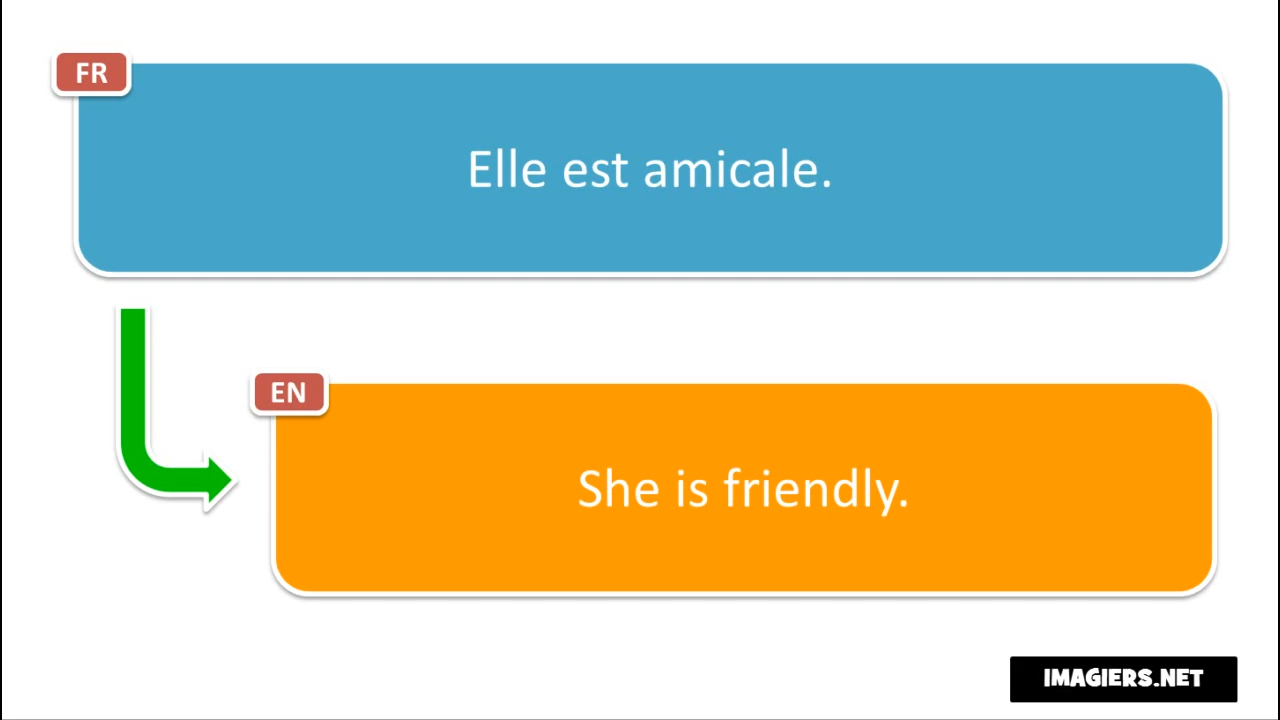 FR
Elle est amicale.
EN
She is friendly.
IMAGIERS.NET